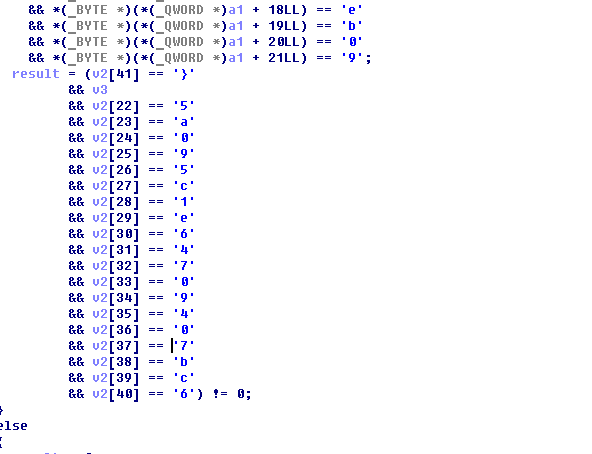 && *(_BYTE *)(*(_QWORD *)a1 + 18LL) == 'e'
&& *(_BYTE *)(*(_QWORD *)a1 + 19LL) == 'b'
&& *(_BYTE *)(*(_QWORD *)a1 + 20LL) == '0'
&& *(_BYTE *)(*(_QWORD *)a1 + 21LL) == '9';
result = (v2[41] == '}'
&& v3
&& v2[22] == '5'
&& v2[23] == 'a'
&& v2[24] == '0'
&& v2[25] == '9'
&& v2[26] == '5'
&& v2[27] == 'c'
&& v2[28] == '1'
&& v2[29] == 'e'
&& v2[30] == '6'
&& v2[31] == '4'
&& v2[32] == '7'
&& v2[33] == '0'
&& v2[34] == '9'
&& v2[35] == '4'
&& v2[36] == '0'
&& v2[37] == '7'
&& v2[38] == 'b'
&& v2[39] == 'c'
&& v2[40] == '6') != 0;
}
else
{